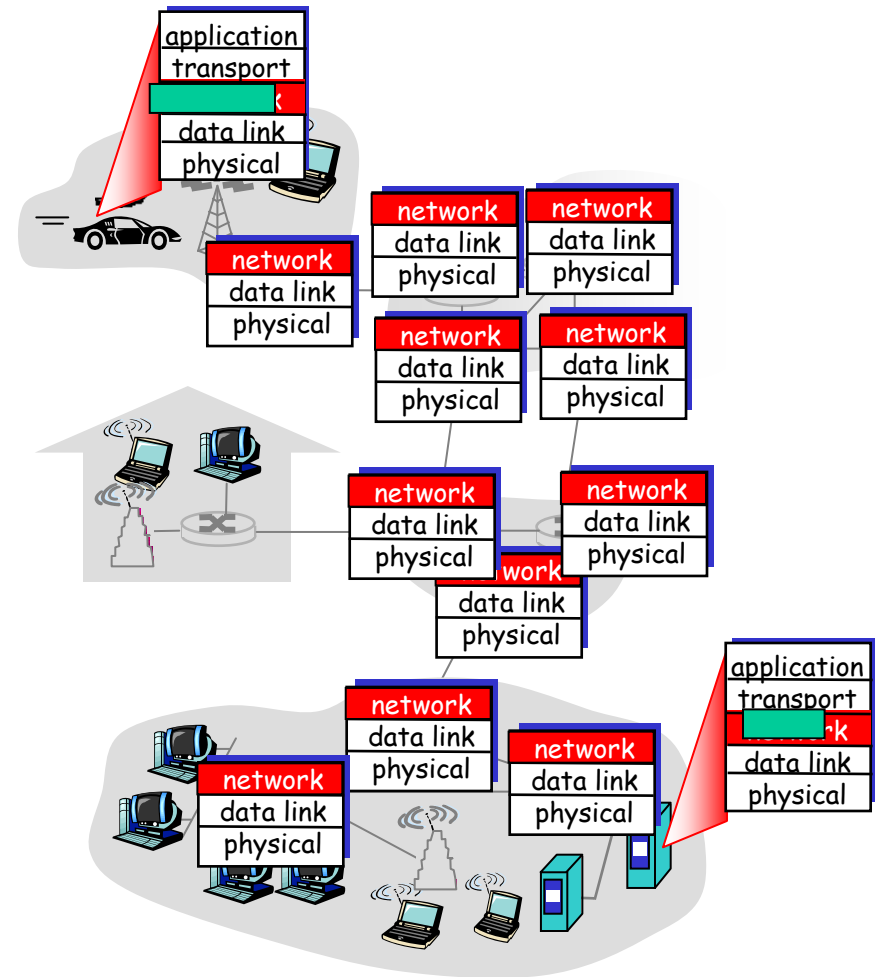 application
transport
k
data link
physical
network
data link
physical
network
data link
physical
network
data link
physical
network
data link
physical
network
data link
physical
network
data link
physical
network
data link
physical
work
data link
physical
application
transport
rk
data link
physical
network
data link
physical
network
data link
physical
network
data link
physical